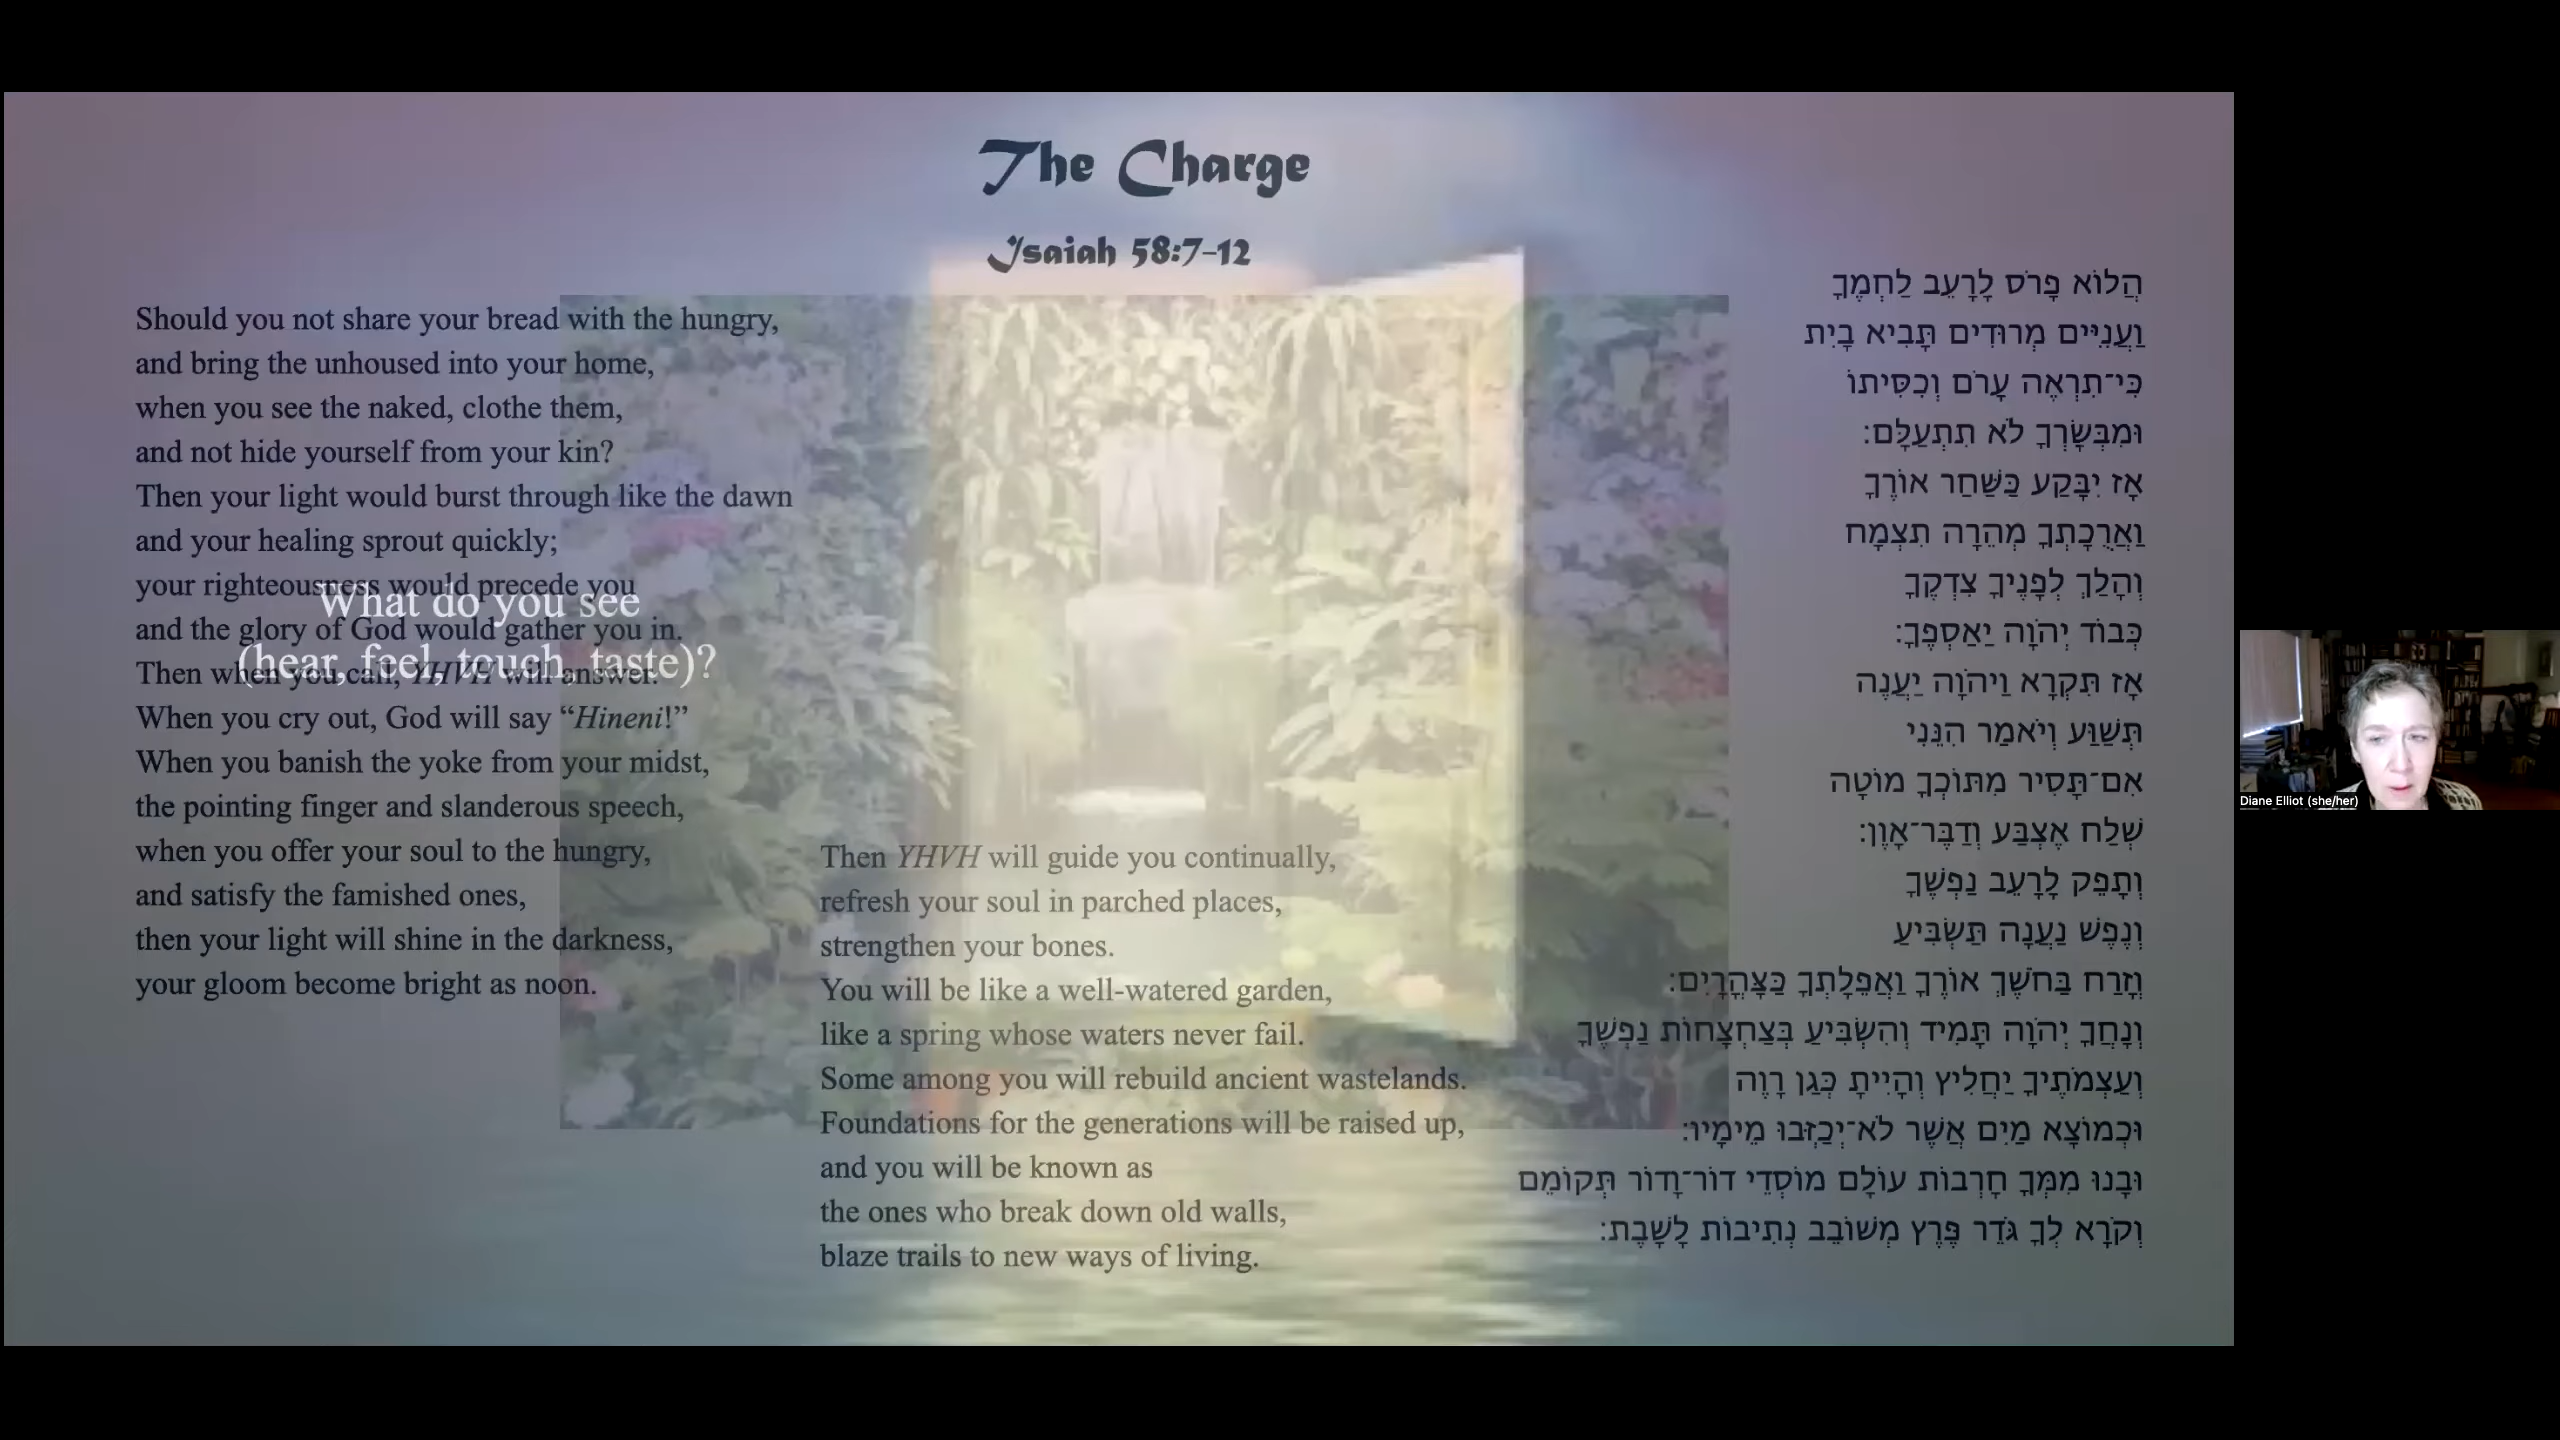 The Charge
Isaiah 58:7-12
Should you not share your bread with the hungry,
and bring the unhoused into your home,
when you see the naked, clothe them,
and not hide yourself from your kin?
Then your light would burst through like the dawn
and your healing sprout quickly;
your righteousness would precede you
and the glory of God would gather you in.
Then when you call, YHVH will answer.
When you cry out, God will say “Hineni!”
When you banish the yoke from your midst,
the pointing finger and slanderous speech,
when you offer your soul to the hungry,
and satisfy the famished ones,
then your light will shine in the darkness,
your gloom become bright as noon.
What do you see
(hear, feel, touch, taste)?
Then YHVH will guide you continually,
refresh your soul in parched places,
strengthen your bones.
You will be like a well-watered garden,
like a spring whose waters never fail.
Some among you will rebuild ancient wastelands.
Foundations for the generations will be raised up,
and you will be known as
the ones who break down old walls,
blaze trails to new ways of living.
הֲלוֹא פָרֹס לָרָעֵב לַחְמֶךָ
וַעֲנִיִּים מְרוּדִים תָּבִיא בָיִת
כִּי־תִרְאֶה עָרֹם וְכִסִּיתוֹ
וּמִבְּשָׂרְךָ לֹא תִתְעַלָּם׃
אָז יִבָּקַע כַּשַּׁחַר אוֹרֶךָ
וַאֲרֻכָתְךָ מְהֵרָה תִצְמָח
וְהָלַךְ לְפָנֶיךָ צִדְקֶךָ
כְּבוֹד יְהֹוָה יַאַסְפֶךָ׃
אָז תִּקְרָא וַיהֹוָה יַעֲנֶה
תְּשַׁוַּע וְיֹאמַר הִנֵּנִי
אִם־תָּסִיר מִתּוֹכְךָ מוֹטָה
שְׁלַח אֶצְבַּע וְדַבֶּר־אָוֶן׃
וְתָפֵק לָרָעֵב נַפְשֶׁךָ
וְנֶפֶשׁ נַעֲנָה תַּשְׂבִּיעַ
וְזָרַח בַּחֹשֶׁךְ אוֹרֶךָ וַאֲפֵלָתְךָ כַּצָּהֳרָיִם׃
וְנָחֲךָ יְהֹוָה תָּמִיד וְהִשְׂבִּיעַ בְּצַחְצָחוֹת נַפְשֶׁךָ
וְעַצְמֹתֶיךָ יַחֲלִיץ וְהָיִיתָ כְּגַן רָוֶה
וּכְמוֹצָא מַיִם אֲשֶׁר לֹא־יְכַזְּבוּ מֵימָיו׃
וּבָנוּ מִמְּךָ חָרְבוֹת עוֹלָם מוֹסְדֵי דוֹר־וָדוֹר תְּקוֹמֵם
וְקֹרָא לְךָ גֹּדֵר פֶּרֶץ מְשׁוֹבֵב נְתִיבוֹת לָשָׁבֶת׃
Diane Elliot (she/her)